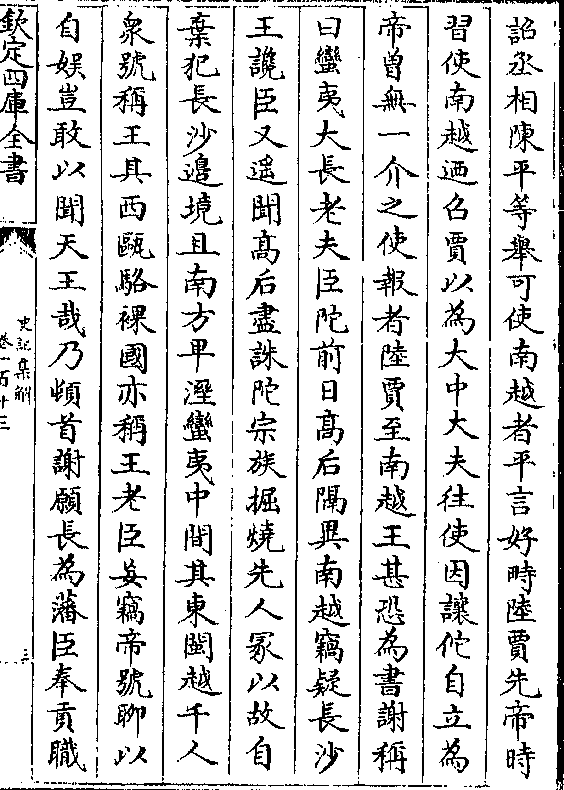 詔丞相陳平等舉可使南越者平言好時陸賈先帝時
習使南越迺召賈以為大中大夫往使因讓佗自立為
帝曽無一介之使報者陸賈至南越王甚恐為書謝稱
曰蠻夷大長老夫臣陀前日髙后隔異南越竊疑長沙
王讒臣又遥聞髙后盡誅陀宗族掘燒先人冢以故自
棄犯長沙邉境且南方卑溼蠻夷中間其東閩越千人
衆號稱王其西甌駱裸國亦稱王老臣妄竊帝號聊以
自娱豈敢以聞天王哉乃頓首謝願長為藩臣奉貢職
欽定四庫全書
史記集解
卷一百十三
三